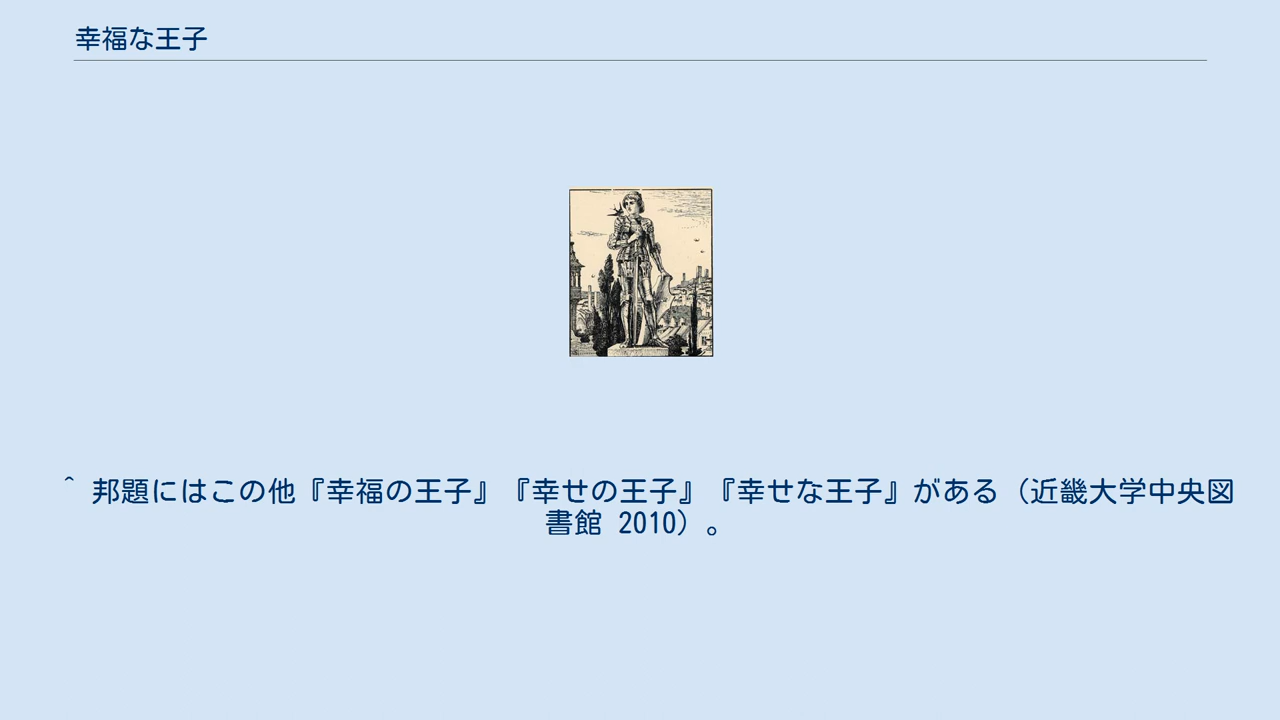 幸福な王子
^ 邦題にはこの他『幸福の王子』『幸せの王子』『幸せな王子』がある（近畿大学中央図
書館 2010）。